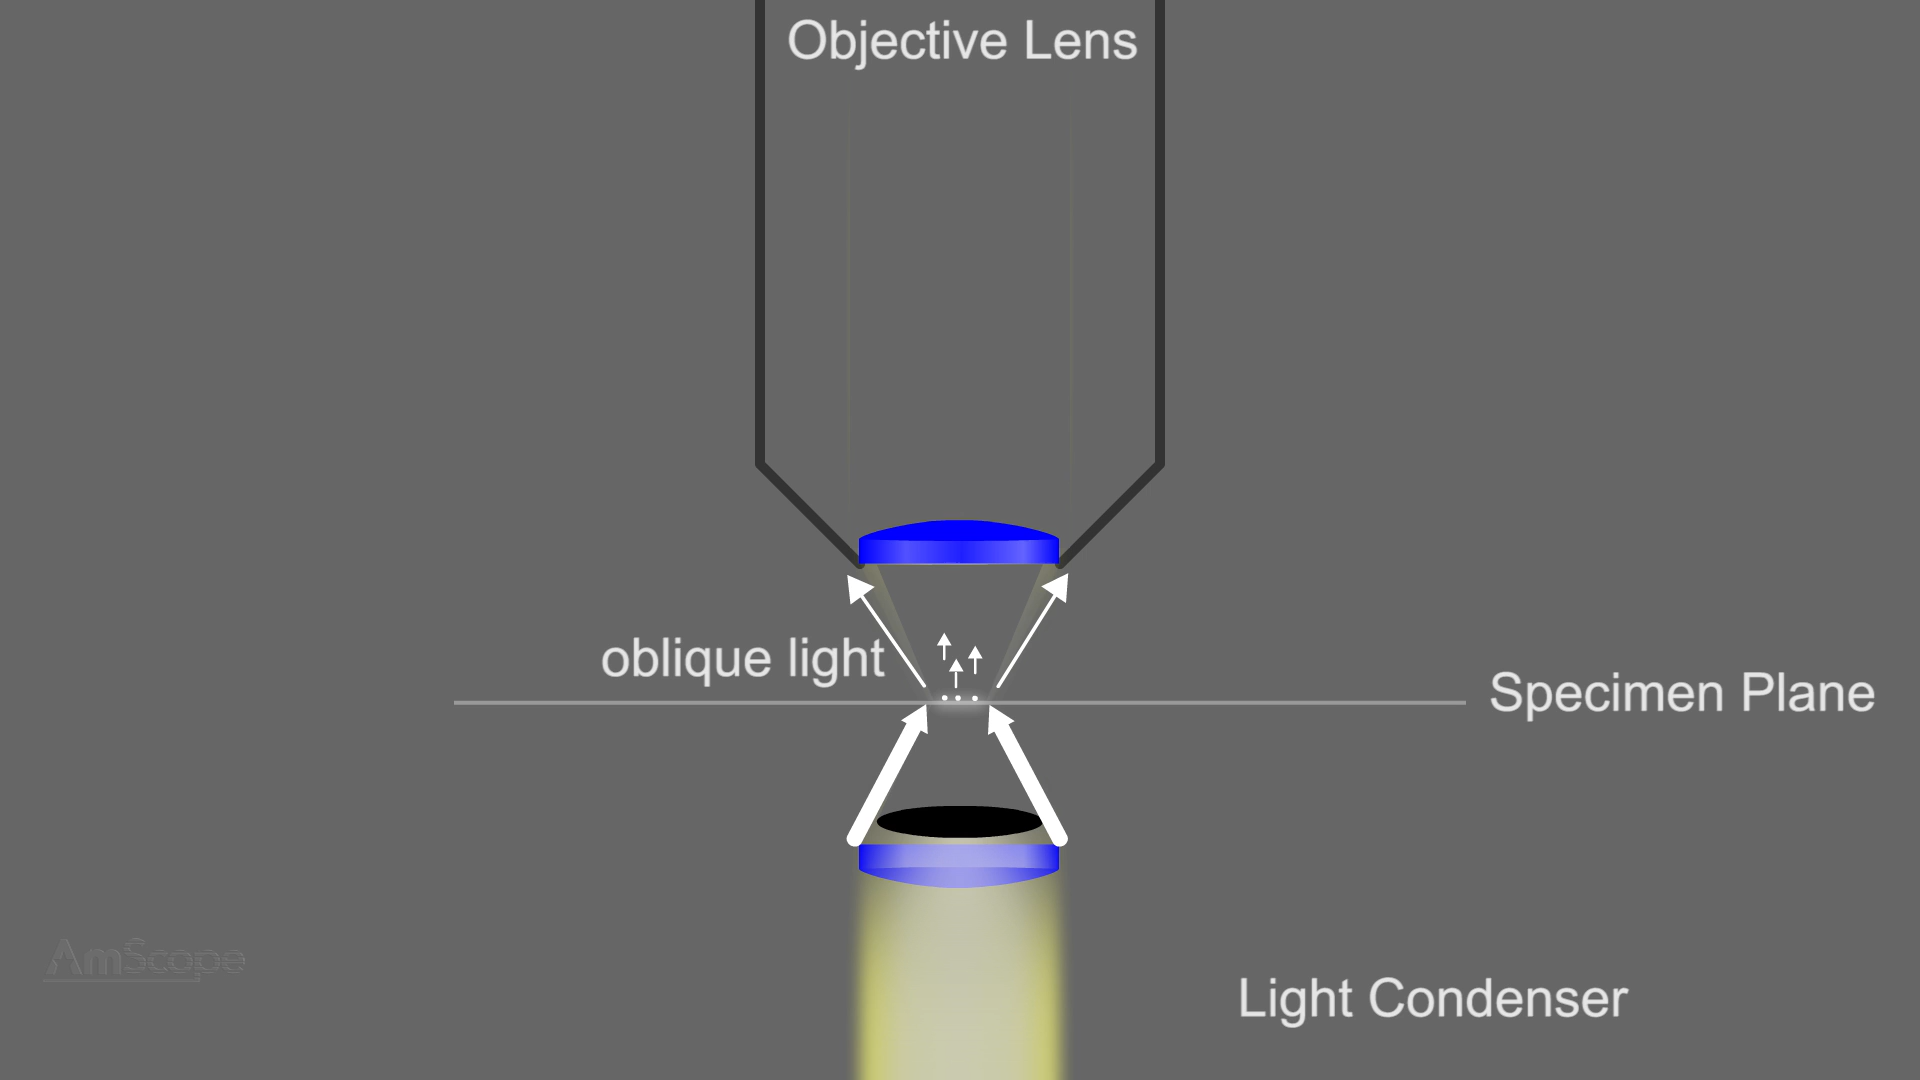 Objective Lens
oblique light
Specimen Plane
AmScope
Light Condenser